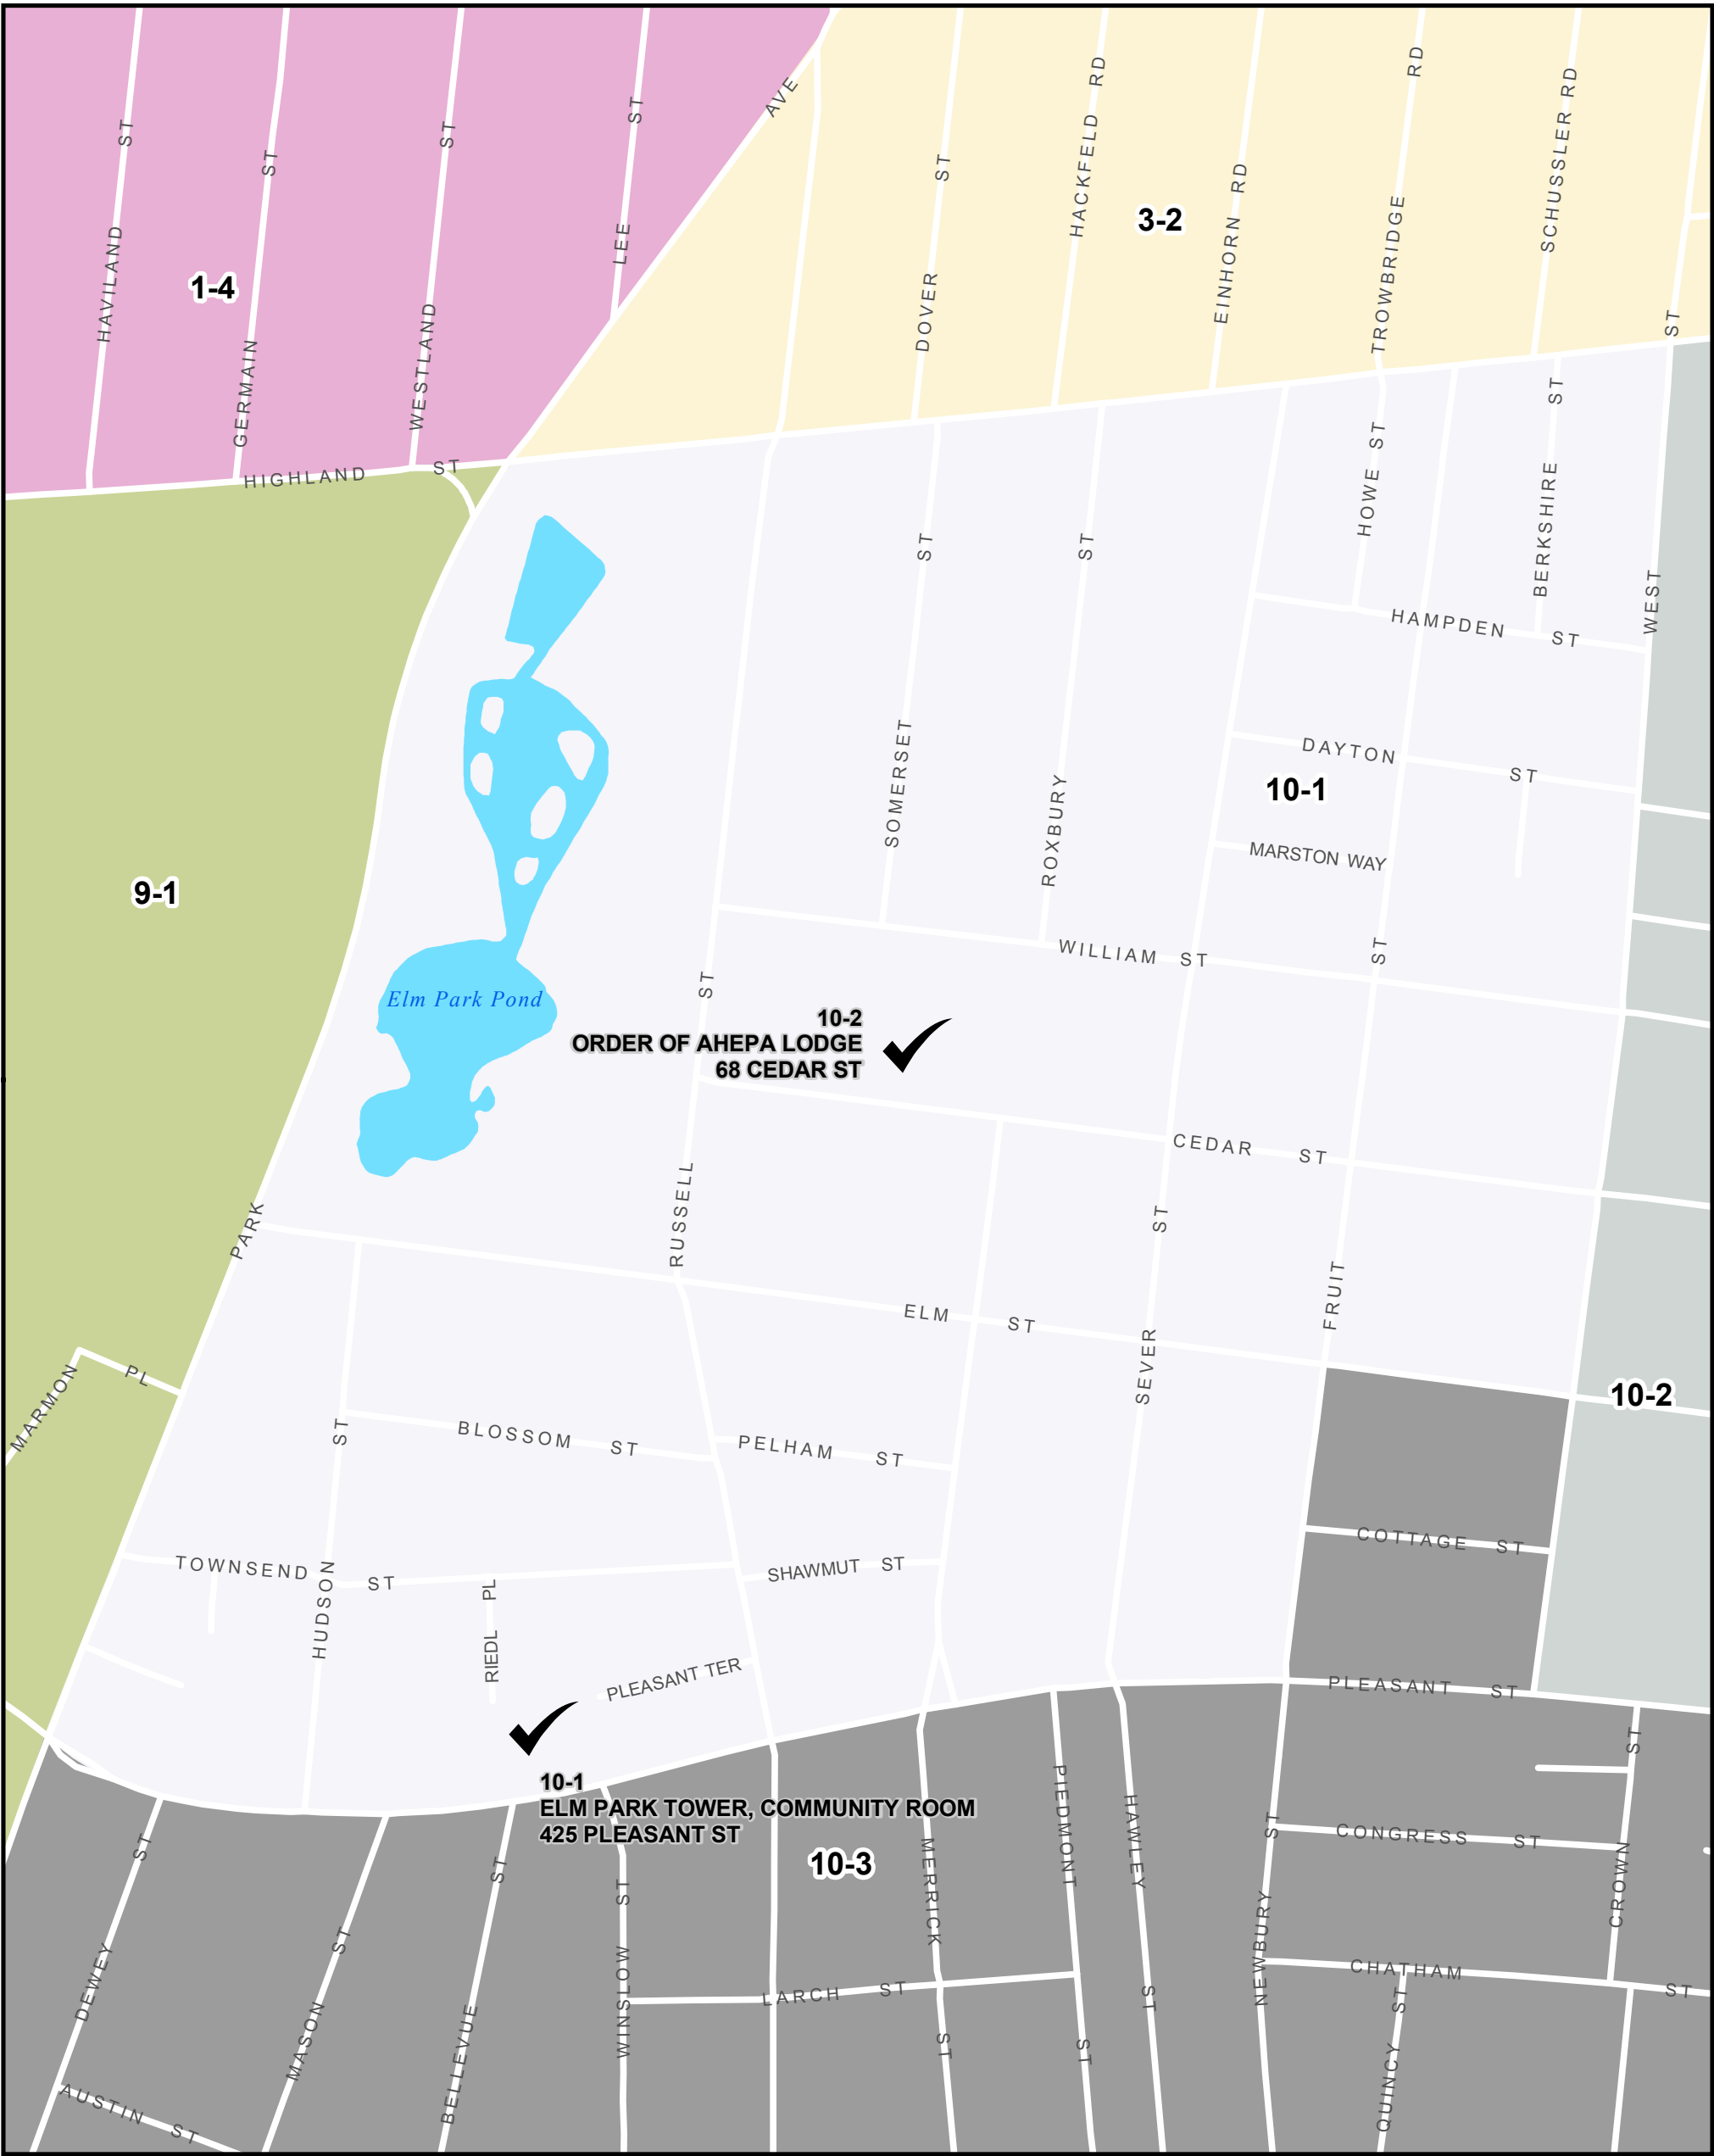 AVE
HAVILAND ST
GERMAIN ST
WESTLAND ST
LEE ST
DOVER ST
HACKFELD RD
EINHORN RD
TROWBRIDGE RD
SCHUSSLER RD
3-2
1-4
HIGHLAND ST
ST
HOWE ST
BERKSHIRE ST
WEST
HAMPDEN ST
SOMERSET ST
ROXBURY ST
DAYTON ST
10-1
MARSTON WAY
9-1
WILLIAM ST
Elm Park Pond
10-2
ORDER OF AHEPA LODGE
68 CEDAR ST
CEDAR ST
RUSSELL ST
PARK
SEVER ST
FRUIT ST
ELM ST
MARMON PL
10-2
BLOSSOM ST
PELHAM ST
HUDSON ST
COTTAGE ST
TOWNSEND ST
SHAWMUT ST
RIEDL PL
PLEASANT TER
PLEASANT ST
10-1
ELM PARK TOWER, COMMUNITY ROOM
425 PLEASANT ST
10-3
DEWEY ST
MASON ST
BELLEVUE ST
WINSLOW ST
MERRICK ST
PIEDMONT ST
HAWLEY ST
NEWBURY ST
CONGRESS ST
CROWN ST
CHATHAM ST
LARCH ST
QUINCY ST
AUSTIN ST